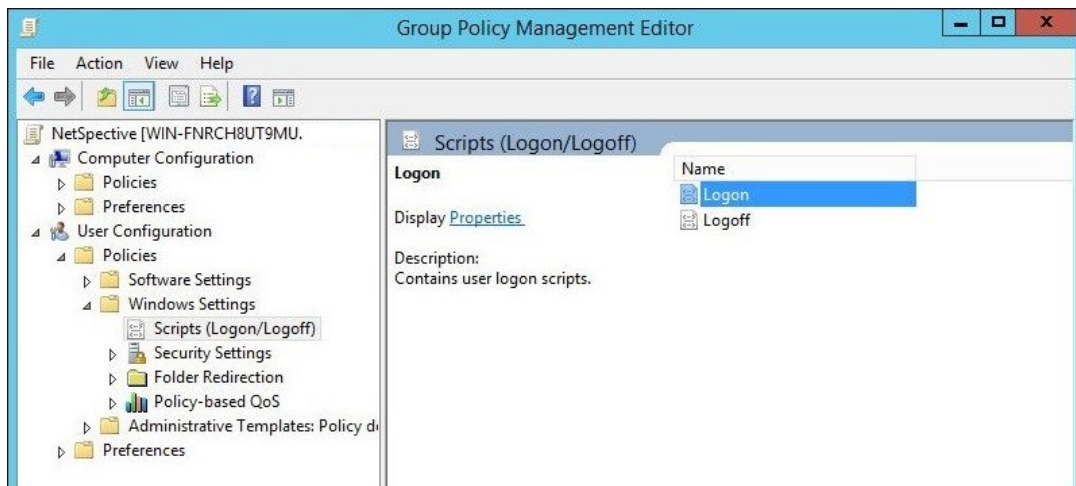 Group Policy Management Editor
File Action View Help
NetSpective [WIN-FNRCH8UT9MU.
Computer Configuration
Policies
Preferences
User Configuration
Policies
Software Settings
Windows Settings
Scripts (Logon/Logoff)
Security Settings
Folder Redirection
Policy-based QoS
Administrative Templates: Policy d
Preferences
Scripts (Logon/Logoff)
Logon
Display Properties
Description:
Contains user logon scripts.
Name
Logon
Logoff